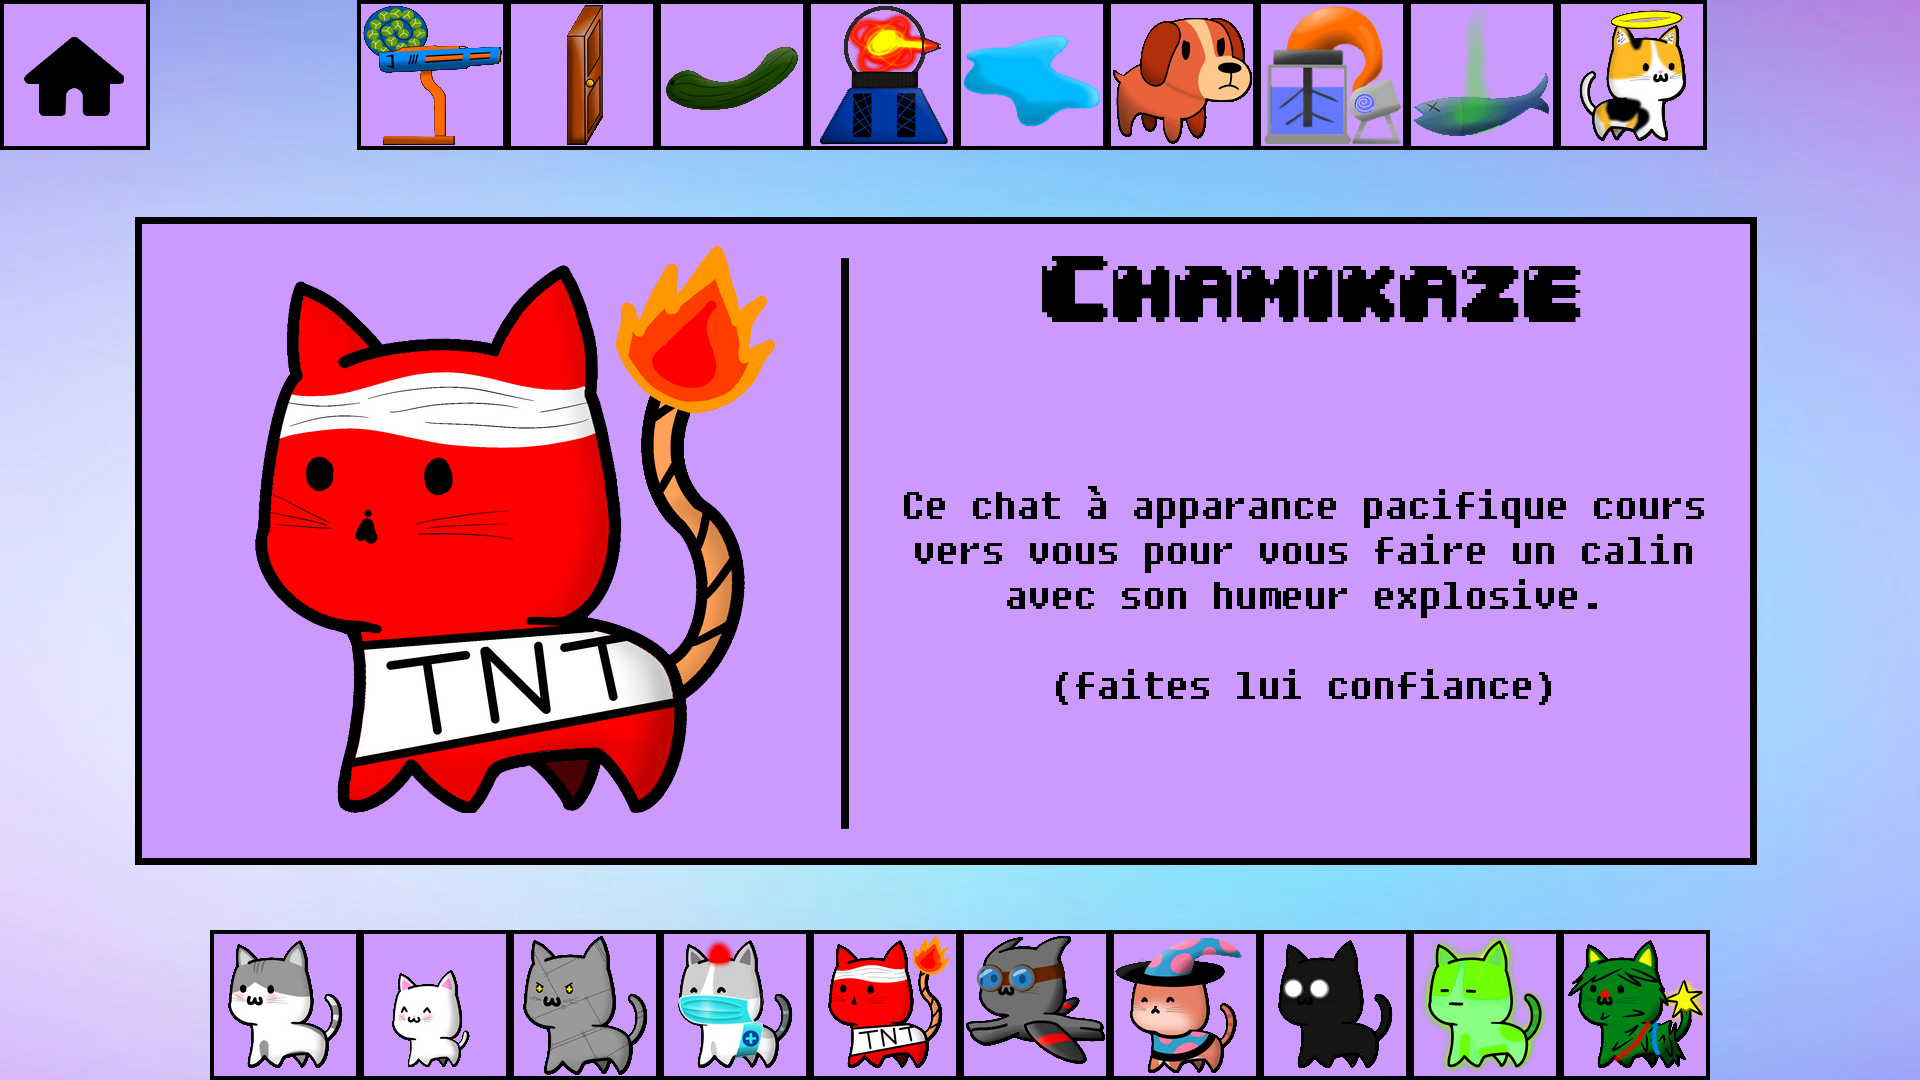 CHAMIKAZE
Ce chat à apparance pacifique cours
vers vous pour vous faire un calin
avec son humeur explosive.
(faites lui confiance)
TNT
TNT